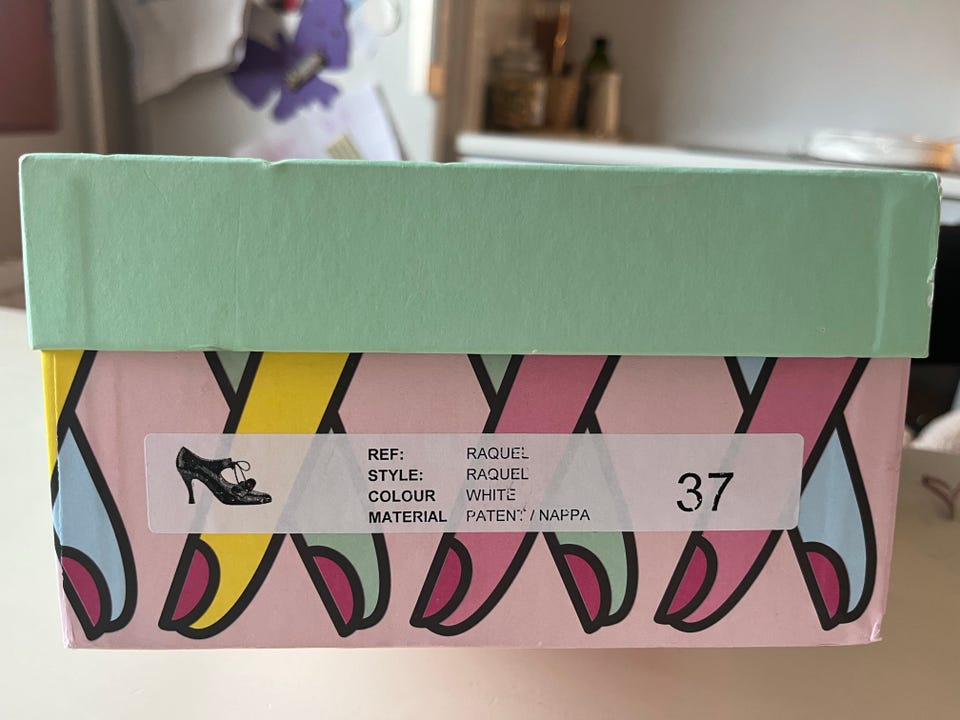 REF: RAQUEL
STYLE: RAQUEL
COLOUR WHITE
MATERIAL PATENT / NAPPA
37